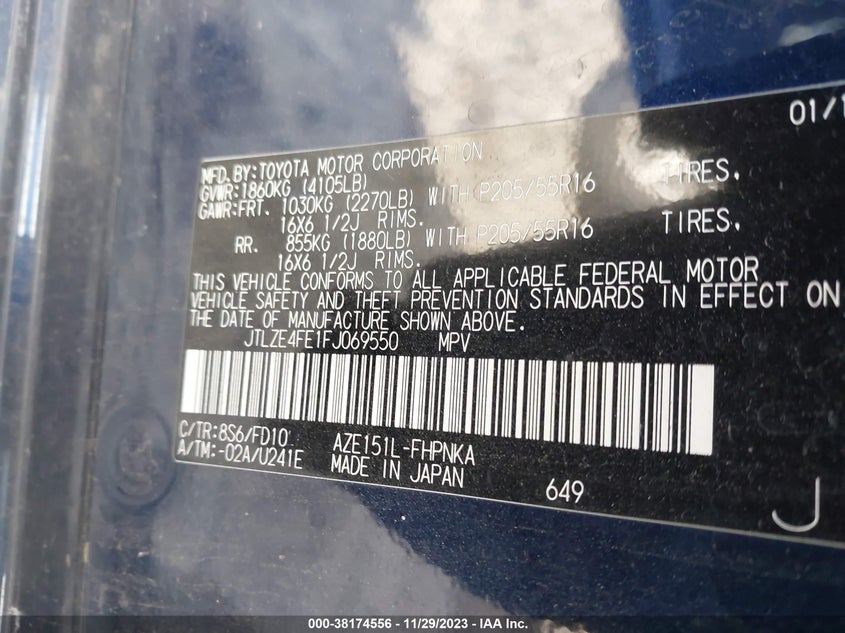 01/1
MFD.BY:TOYOTA MOTOR CORPORATION
GVWR:1860KG (4105LB)
GAWR:FRT. 1030KG (2270LB) WITH P205/55R16 TIRES,
16X6 1/2J RIMS.
RR. 855KG (1880LB) WITH P205/55R16 TIRES,
16X6 1/2J RIMS.
THIS VEHICLE CONFORMS TO ALL APPLICABLE FEDERAL MOTOR
VEHICLE SAFETY AND THEFT PREVENTION STANDARDS IN EFFECT ON
THE DATE OF MANUFACTURE SHOWN ABOVE.
JTLZE4FE1FJ069550 MPV
C/TR:8S6/FD10 AZE151L-FHPNKA
A/TM:-02A/U241E MADE IN JAPAN
649
J
000-38174556 - 11/29/2023 - IAA Inc.